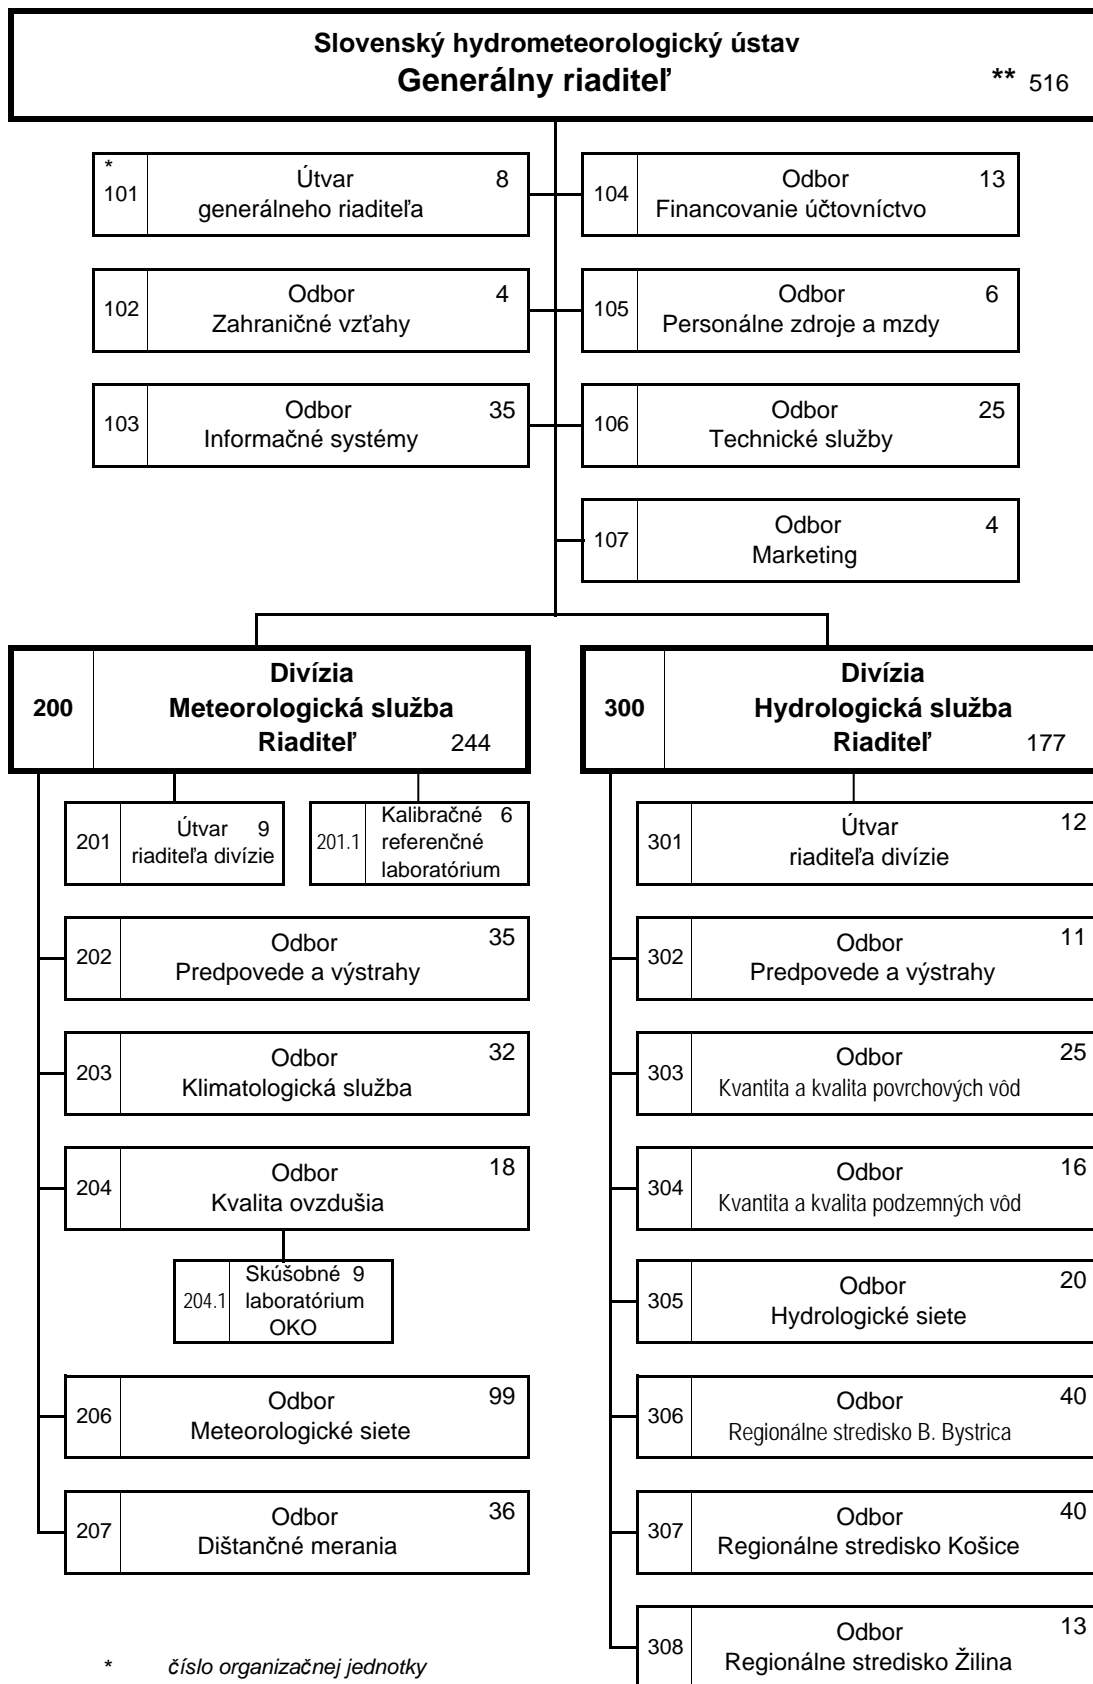 Slovenský hydrometeorologický ústav
Generálny riaditeľ ** 516
*
101
Útvar 8
generálneho riaditeľa
104
Odbor 13
Financovanie účtovníctvo
102
Odbor 4
Zahraničné vzťahy
105
Odbor 6
Personálne zdroje a mzdy
103
Odbor 35
Informačné systémy
106
Odbor 25
Technické služby
107
Odbor 4
Marketing
200
Divízia
Meteorologická služba
Riaditeľ 244
300
Divízia
Hydrologická služba
Riaditeľ 177
201
Útvar 9
riaditeľa divízie
201.1
Kalibračné 6
referenčné
laboratórium
301
Útvar 12
riaditeľa divízie
202
Odbor 35
Predpovede a výstrahy
302
Odbor 11
Predpovede a výstrahy
203
Odbor 32
Klimatologická služba
303
Odbor 25
Kvantita a kvalita povrchových vôd
204
Odbor 18
Kvalita ovzdušia
304
Odbor 16
Kvantita a kvalita podzemných vôd
204.1
Skúšobné 9
laboratórium
OKO
305
Odbor 20
Hydrologické siete
206
Odbor 99
Meteorologické siete
306
Odbor 40
Regionálne stredisko B. Bystrica
207
Odbor 36
Dištančné merania
307
Odbor 40
Regionálne stredisko Košice
308
Odbor 13
Regionálne stredisko Žilina
* číslo organizačnej jednotky